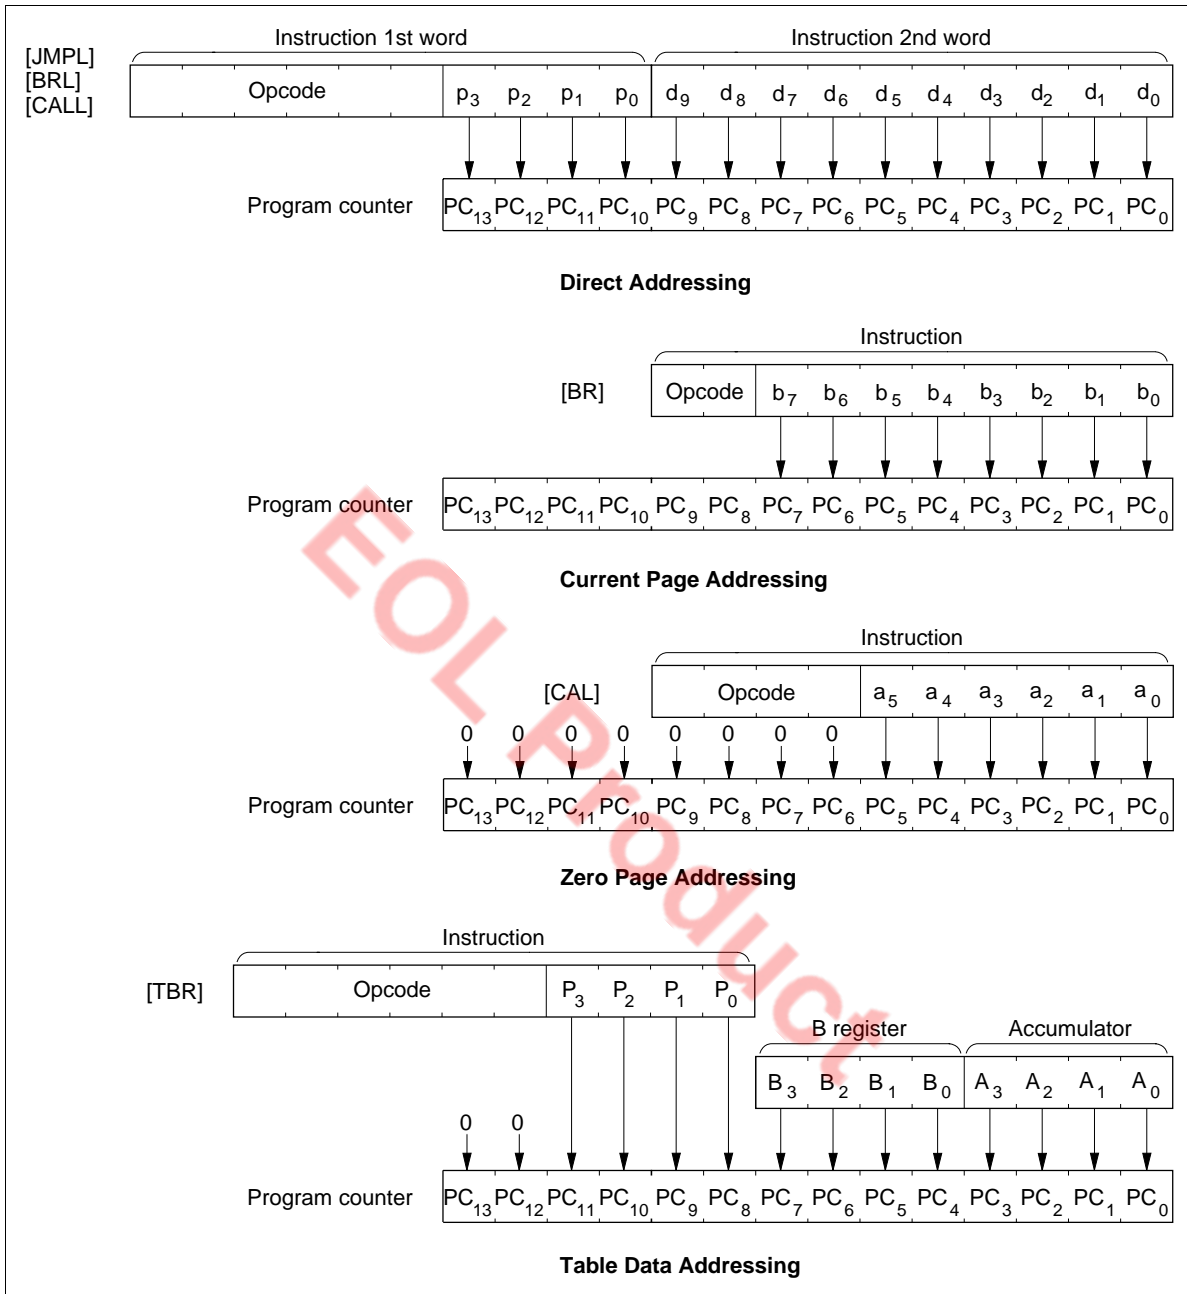 Instruction 1st word Instruction 2nd word
[JMPL]
[BRL]
[CALL]
Opcode p3 p2 p1 p0 d9 d8 d7 d6 d5 d4 d3 d2 d1 d0
Program counter PC13 PC12 PC11 PC10 PC9 PC8 PC7 PC6 PC5 PC4 PC3 PC2 PC1 PC0
Direct Addressing
Instruction
[BR] Opcode b7 b6 b5 b4 b3 b2 b1 b0
Program counter PC13 PC12 PC11 PC10 PC9 PC8 PC7 PC6 PC5 PC4 PC3 PC2 PC1 PC0
Current Page Addressing
Instruction
[CAL] Opcode a5 a4 a3 a2 a1 a0
0 0 0 0 0 0 0 0
Program counter PC13 PC12 PC11 PC10 PC9 PC8 PC7 PC6 PC5 PC4 PC3 PC2 PC1 PC0
Zero Page Addressing
Instruction
[TBR] Opcode P3 P2 P1 P0
B register Accumulator
B3 B2 B1 B0 A3 A2 A1 A0
0 0
Program counter PC13 PC12 PC11 PC10 PC9 PC8 PC7 PC6 PC5 PC4 PC3 PC2 PC1 PC0
Table Data Addressing
EOL Product